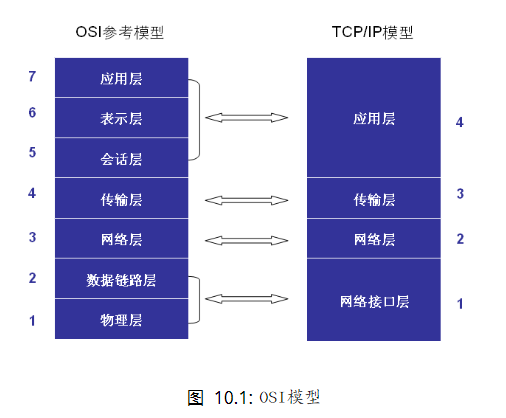 OSI参考模型
TCP/IP模型
7 应用层
6 表示层
5 会话层
应用层 4
4 传输层
传输层 3
3 网络层
网络层 2
2 数据链路层
1 物理层
网络接口层 1
图 10.1: OSI模型